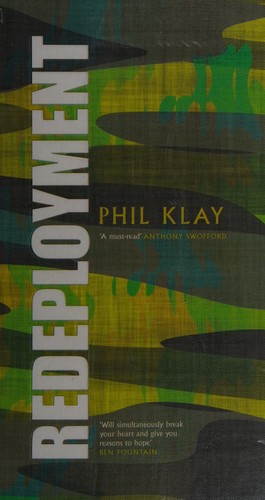 REDEPLOYMENT
PHIL KLAY
'A must-read' ANTHONY SWOFFORD
'Will simultaneously break
your heart and give you
reasons to hope'
BEN FOUNTAIN